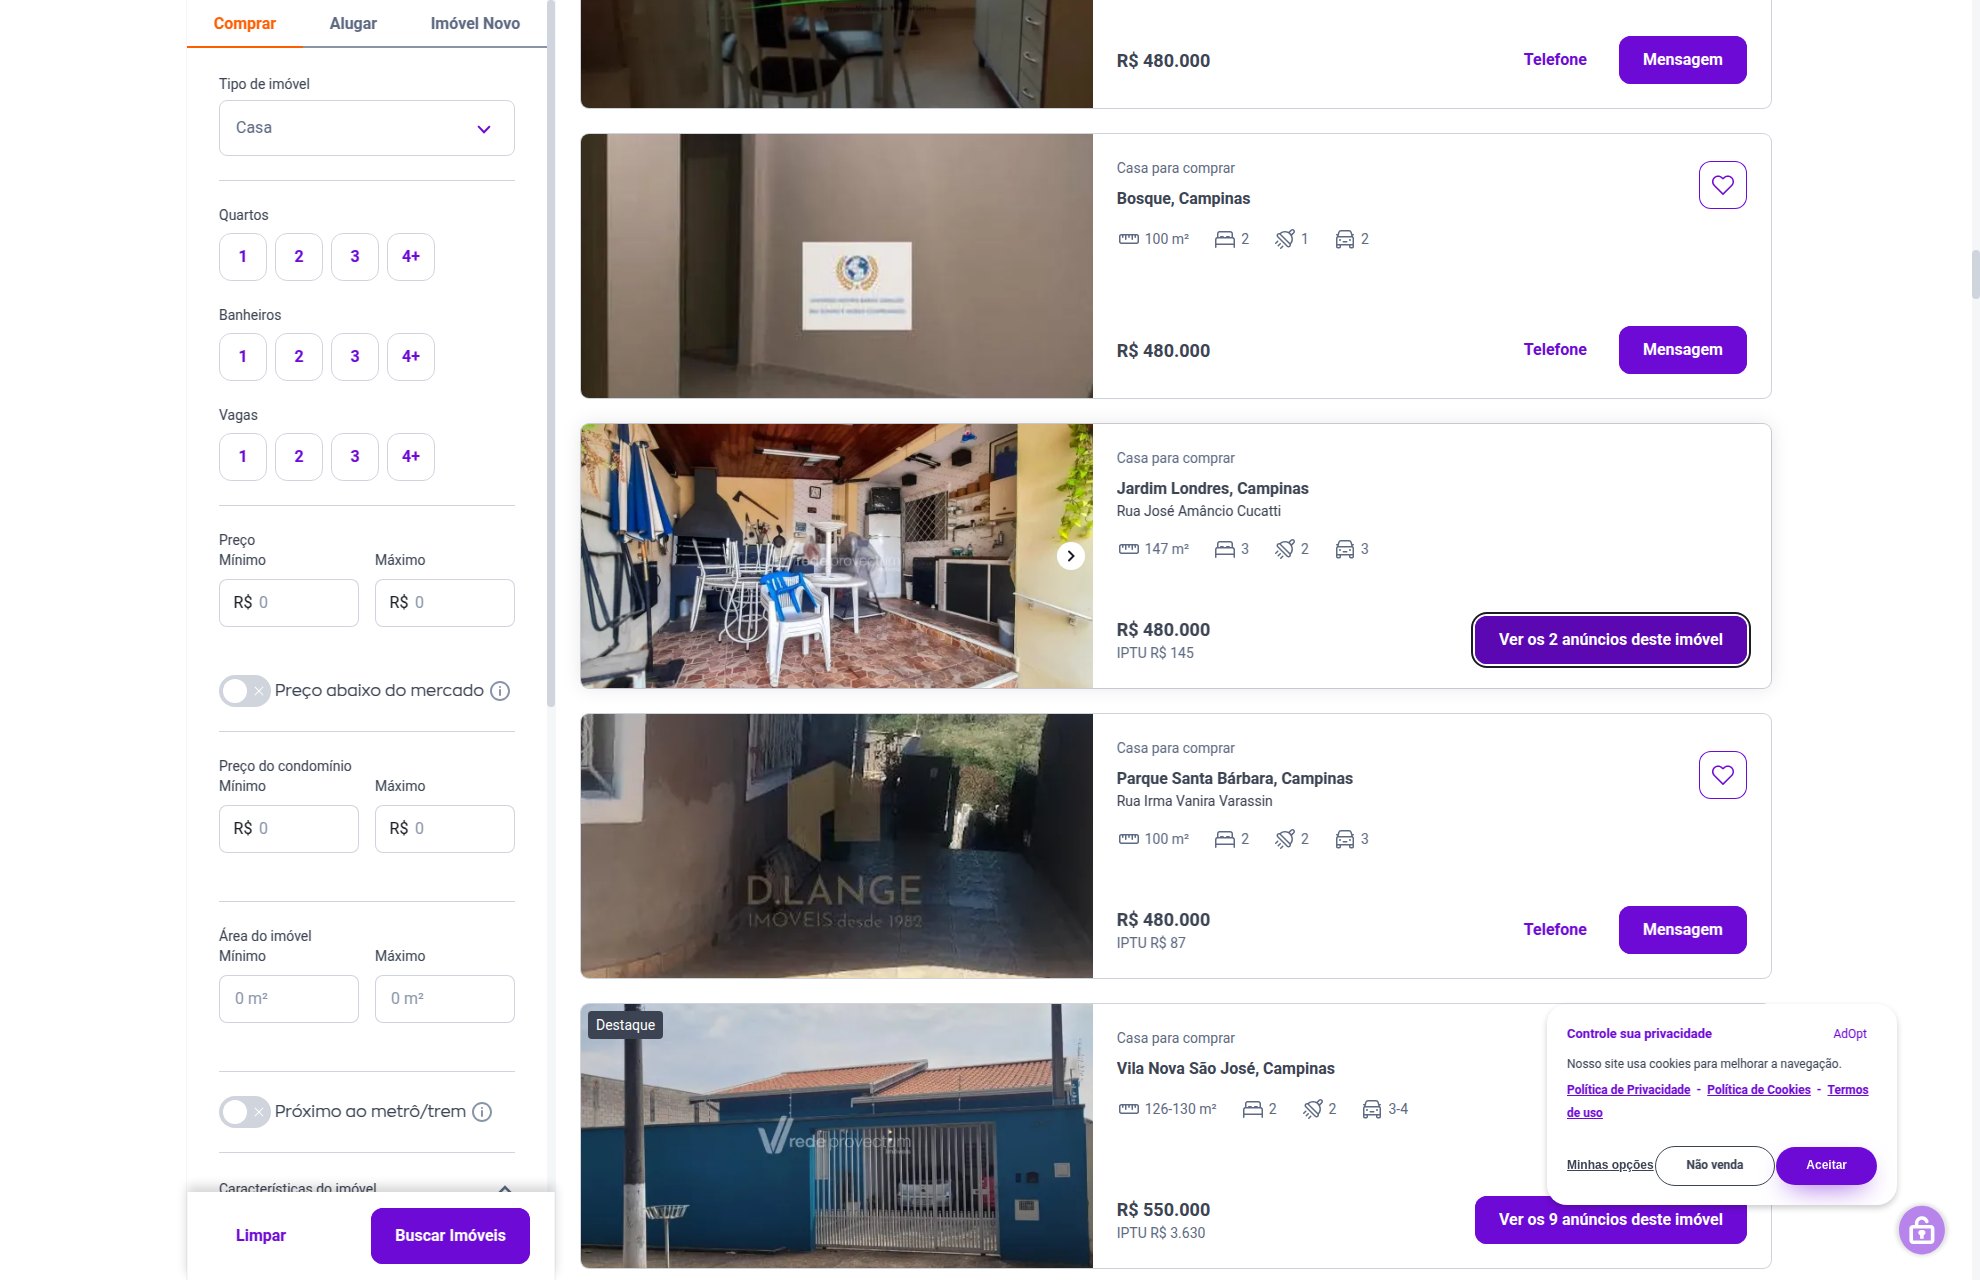 Comprar
Alugar
Imóvel Novo
Tipo de imóvel
Casa
Quartos
1
2
3
4+
Banheiros
1
2
3
4+
Vagas
1
2
3
4+
Preço
Mínimo
Máximo
R$ 0
R$ 0
Preço abaixo do mercado
Preço do condomínio
Mínimo
Máximo
R$ 0
R$ 0
Área do imóvel
Mínimo
Máximo
0 m²
0 m²
Próximo ao metrô/trem
Características do imóvel
Limpar
Buscar Imóveis
R$ 480.000
Telefone
Mensagem
Casa para comprar
Bosque, Campinas
100 m²
2
1
2
R$ 480.000
Telefone
Mensagem
rede provectum
Casa para comprar
Jardim Londres, Campinas
Rua José Amâncio Cucatti
147 m²
3
2
3
R$ 480.000
IPTU R$ 145
Ver os 2 anúncios deste imóvel
D.LANGE
IMÓVEIS desde 1982
Casa para comprar
Parque Santa Bárbara, Campinas
Rua Irma Vanira Varassin
100 m²
2
2
3
R$ 480.000
IPTU R$ 87
Telefone
Mensagem
Destaque
rede provectum
imóveis
Casa para comprar
Vila Nova São José, Campinas
126-130 m²
2
2
3-4
R$ 550.000
IPTU R$ 3.630
Ver os 9 anúncios deste imóvel
Controle sua privacidade
AdOpt
Nosso site usa cookies para melhorar a navegação.
Política de Privacidade - Política de Cookies - Termos
de uso
Minhas opções
Não venda
Aceitar